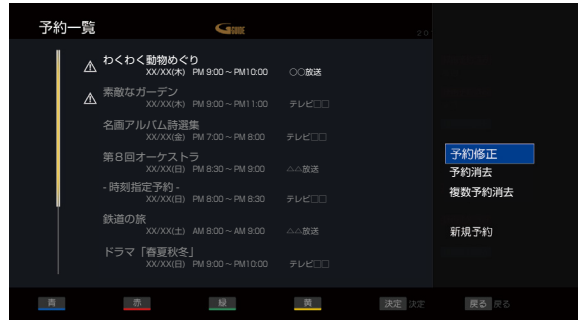 予約一覧
G GUIDE
20
わくわく動物めぐり
XX/XX(木) PM 9:00～PM10:00 ○○放送
素敵なガーデン
XX/XX(木) PM 9:00～PM11:00 テレビ□□
名画アルバム詩選集
XX/XX(金) PM 7:00～PM 8:00 テレビ□□
第8回オーケストラ
XX/XX(日) PM 8:30～PM 9:00 △△放送
- 時刻指定予約 -
XX/XX(日) PM 8:00～PM 8:30 テレビ□□
鉄道の旅
XX/XX(土) AM 8:00～AM 9:00 △△放送
ドラマ「春夏秋冬」
XX/XX(日) PM 9:00～PM10:00 テレビ□□
予約修正
予約消去
複数予約消去
新規予約
青 赤 緑 黄 決定 決定 戻る 戻る